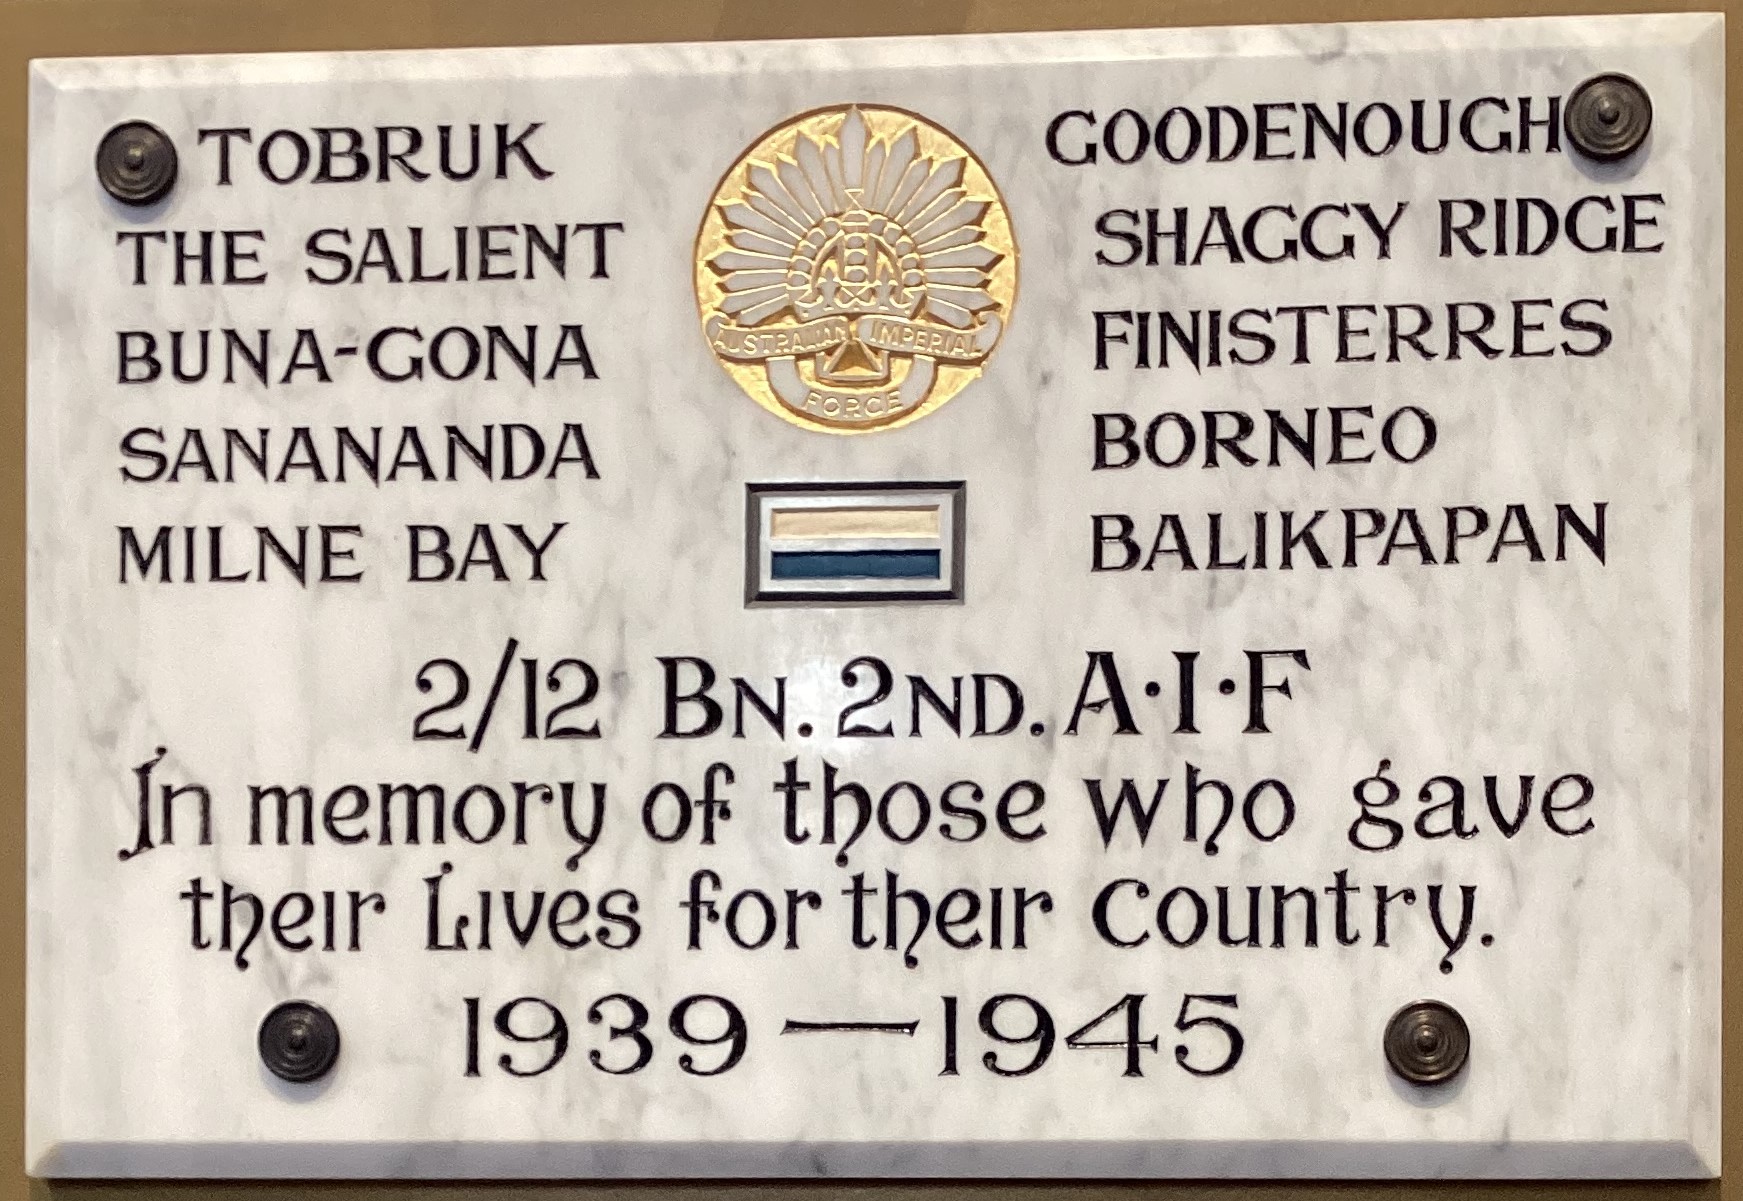 TOBRUK
THE SALIENT
BUNA-GONA
SANANANDA
MILNE BAY
AUSTRALIAN IMPERIAL
FORCE
GOODENOUGH
SHAGGY RIDGE
FINISTERRES
BORNEO
BALIKPAPAN
2/12 BN. 2ND. A·I·F
In memory of those who gave
their Lives for their Country.
1939—1945